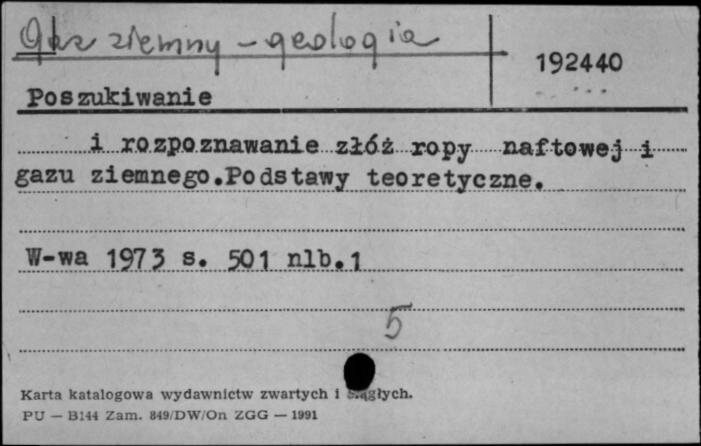 Gaz ziemny - geologia
192440
Poszukiwanie
i rozpoznawanie złóż ropy naftowej i
gazu ziemnego.Podstawy teoretyczne.
W-wa 1973 s. 501 nlb.1
5
Karta katalogowa wydawnictw zwartych i ciągłych.
PU — B144 Zam. 849/DW/On ZGG — 1991